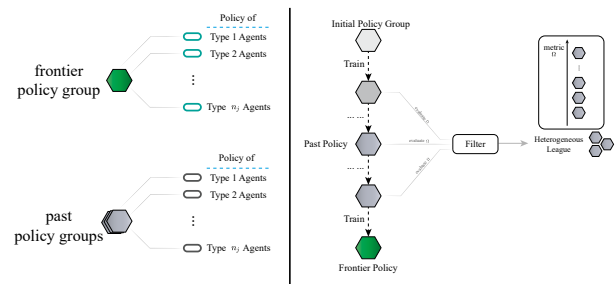 Policy of
Type 1 Agents
Type 2 Agents
frontier
policy group
Type n_j Agents
Policy of
Type 1 Agents
Type 2 Agents
past
policy groups
Type n_j Agents
Initial Policy Group
Train
... ...
Past Policy
... ...
Train
Frontier Policy
evaluate Ω
evaluate Ω
evaluate Ω
Filter
metric
Ω
...
Heterogeneous
League